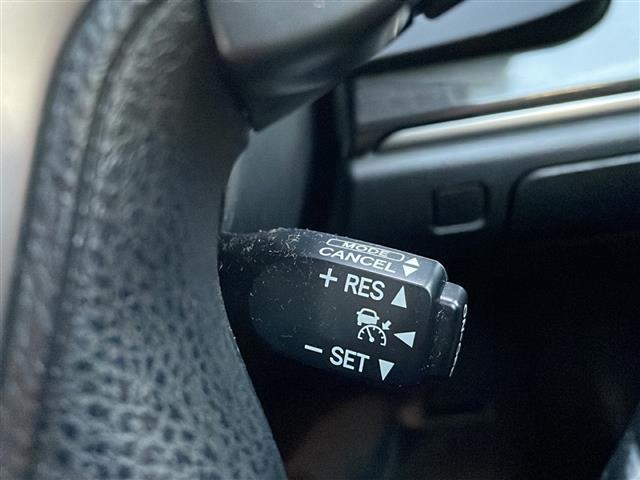 MODE
CANCEL
+ RES
- SET